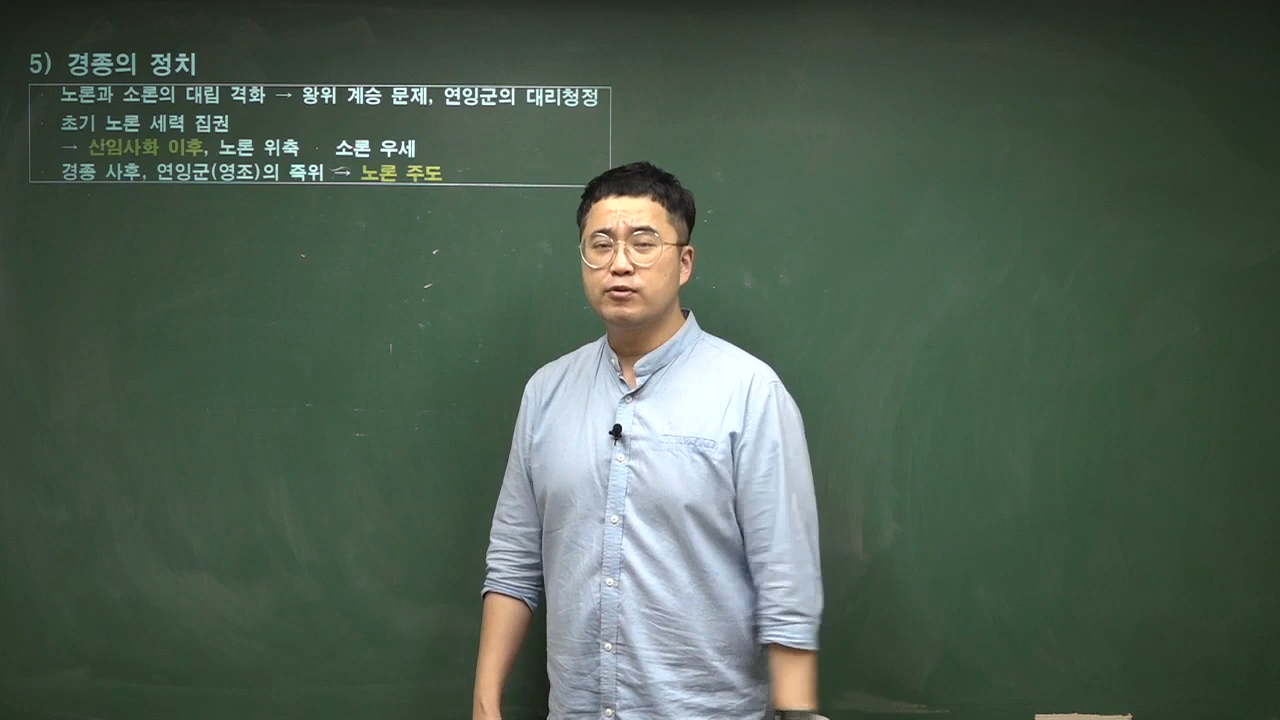 5) 경종의 정치
노론과 소론의 대립 격화 → 왕위 계승 문제, 연잉군의 대리청정
초기 노론 세력 집권
→ 신임사화 이후, 노론 위축 · 소론 우세
경종 사후, 연잉군(영조)의 즉위 → 노론 주도